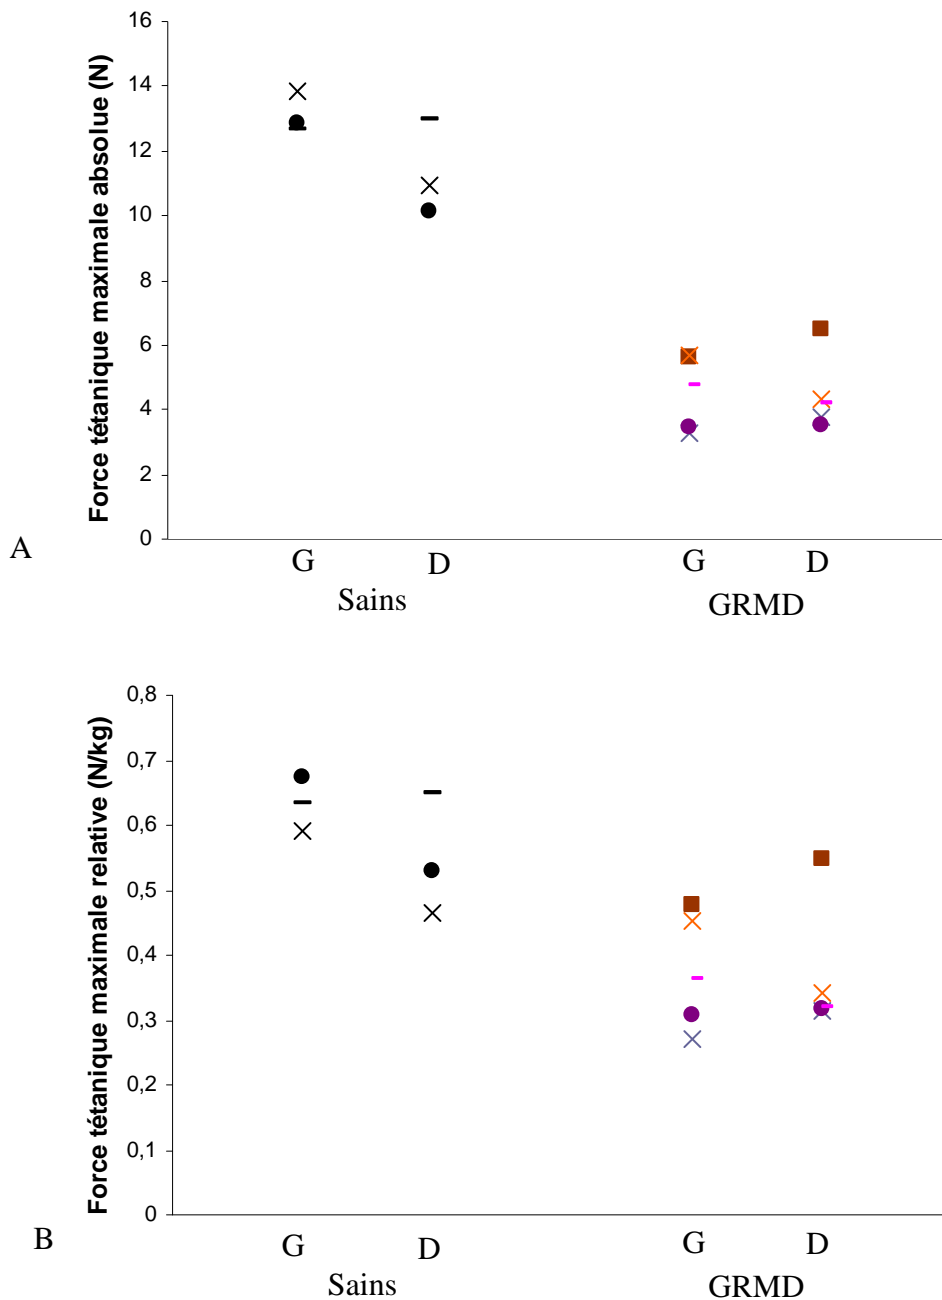 Force tétanique maximale absolue (N)
16
14
12
10
8
6
4
2
0
A
G
D
G
D
Sains
GRMD
Force tétanique maximale relative (N/kg)
0,8
0,7
0,6
0,5
0,4
0,3
0,2
0,1
0
B
G
D
G
D
Sains
GRMD